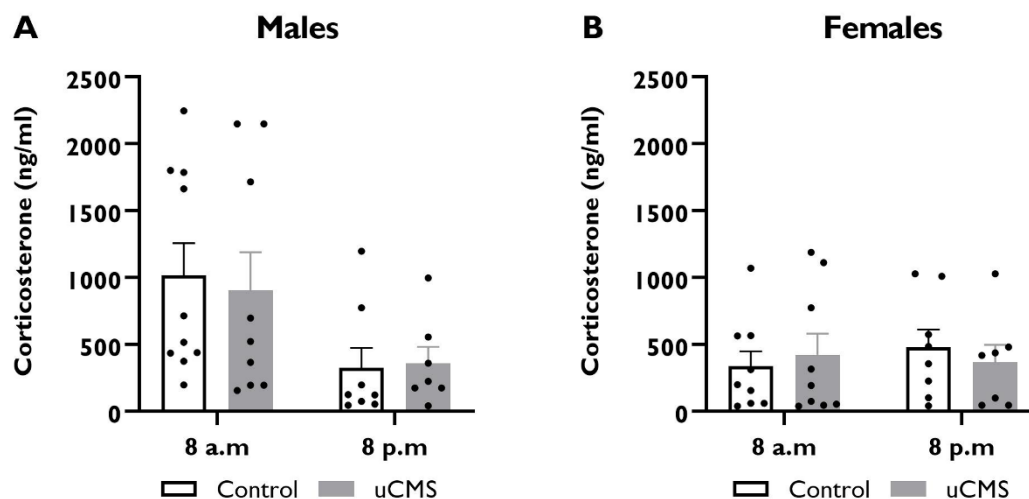 A Males
Corticosterone (ng/ml)
2500
2000
1500
1000
500
0
8 a.m 8 p.m
Control uCMS
B Females
Corticosterone (ng/ml)
2500
2000
1500
1000
500
0
8 a.m 8 p.m
Control uCMS